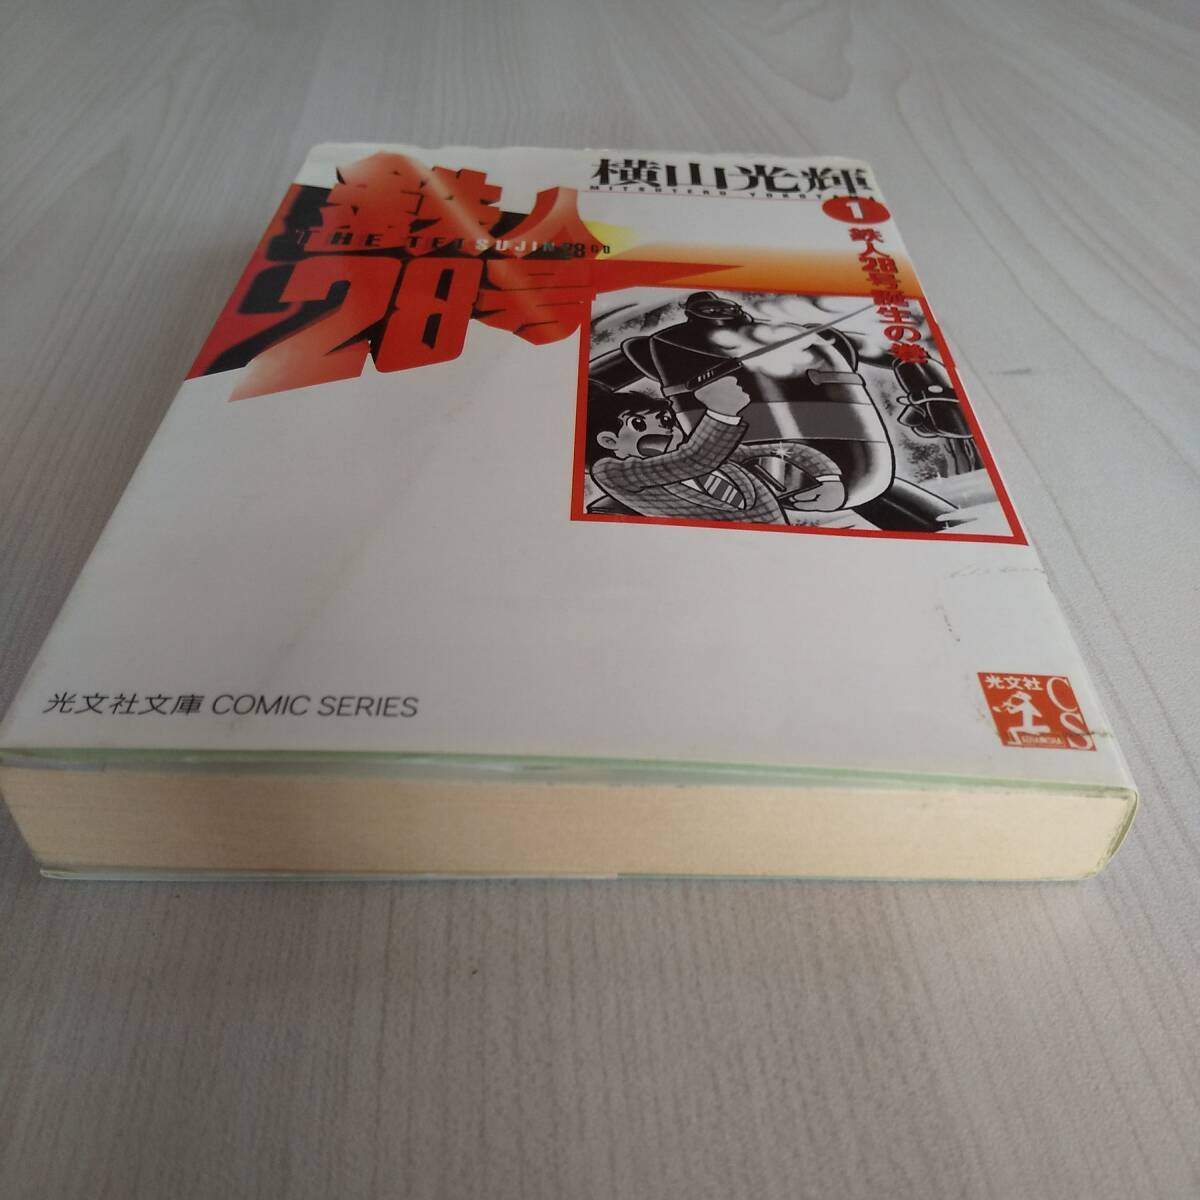 横山光輝
MITSUTERU YOKOYAMA
鉄人
THE TETSUJIN 28 GO
28号
1
鉄人28号誕生の巻
光文社文庫 COMIC SERIES
光文社
CS
KOBUNSHA